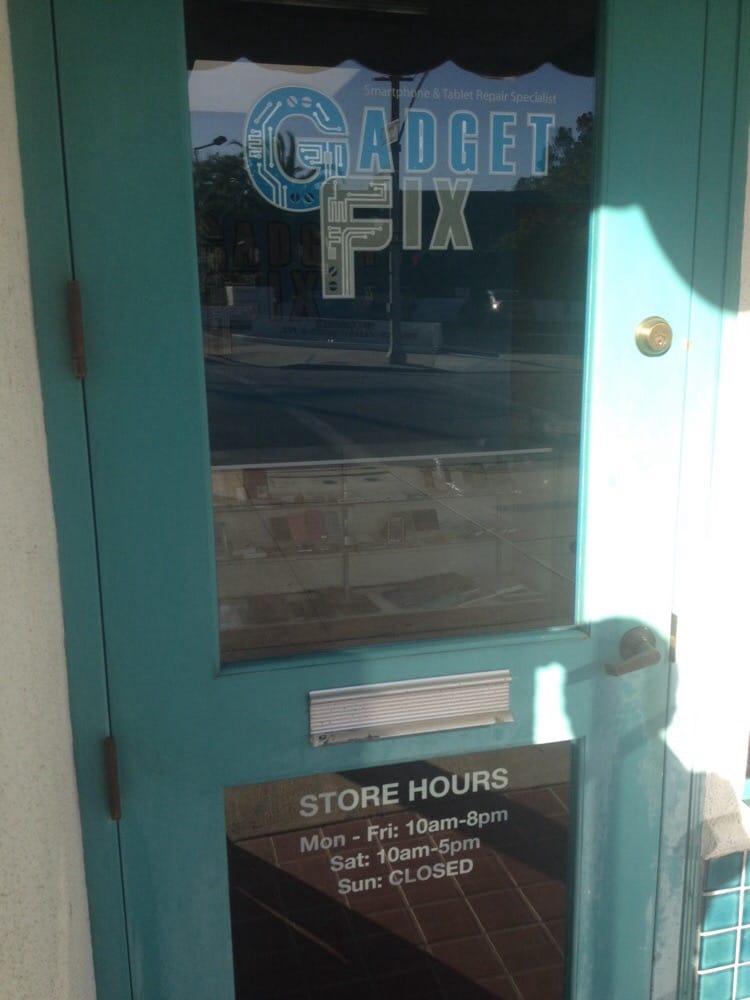 Smartphone & Tablet Repair Specialist
GADGET
FIX
STORE HOURS
Mon - Fri: 10am-8pm
Sat: 10am-5pm
Sun: CLOSED